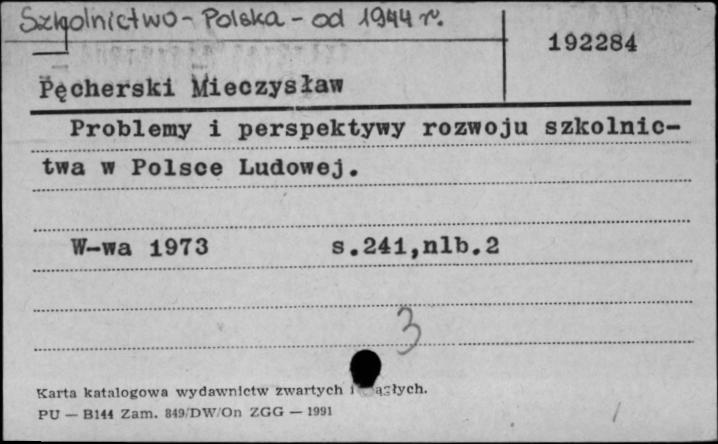 Szkolnictwo - Polska - od 1944 r.
192284
Pęcherski Mieczysław
Problemy i perspektywy rozwoju szkolnic-
twa w Polsce Ludowej.
W-wa 1973 s.241,nlb.2
3
Karta katalogowa wydawnictw zwartych i
PU — B144 Zam. 849/DW/On ZGG — 1991